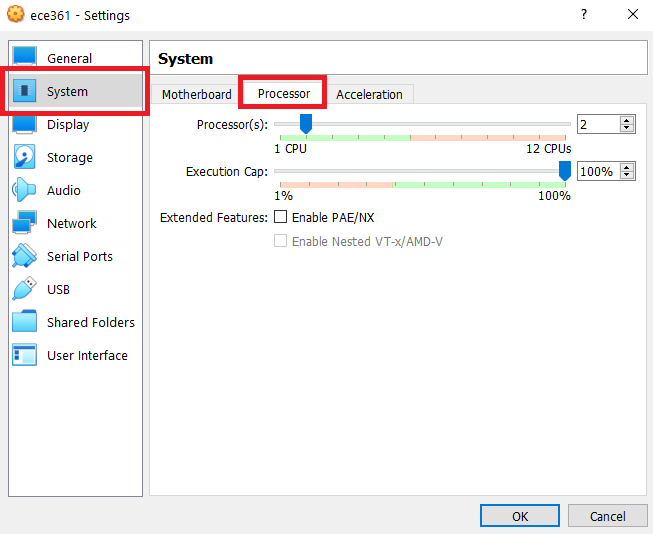 ece361 - Settings
General
System
Display
Storage
Audio
Network
Serial Ports
USB
Shared Folders
User Interface
System
Motherboard Processor Acceleration
Processor(s): 2
1 CPU 12 CPUs
Execution Cap: 100%
1% 100%
Extended Features: Enable PAE/NX
Enable Nested VT-x/AMD-V
OK Cancel